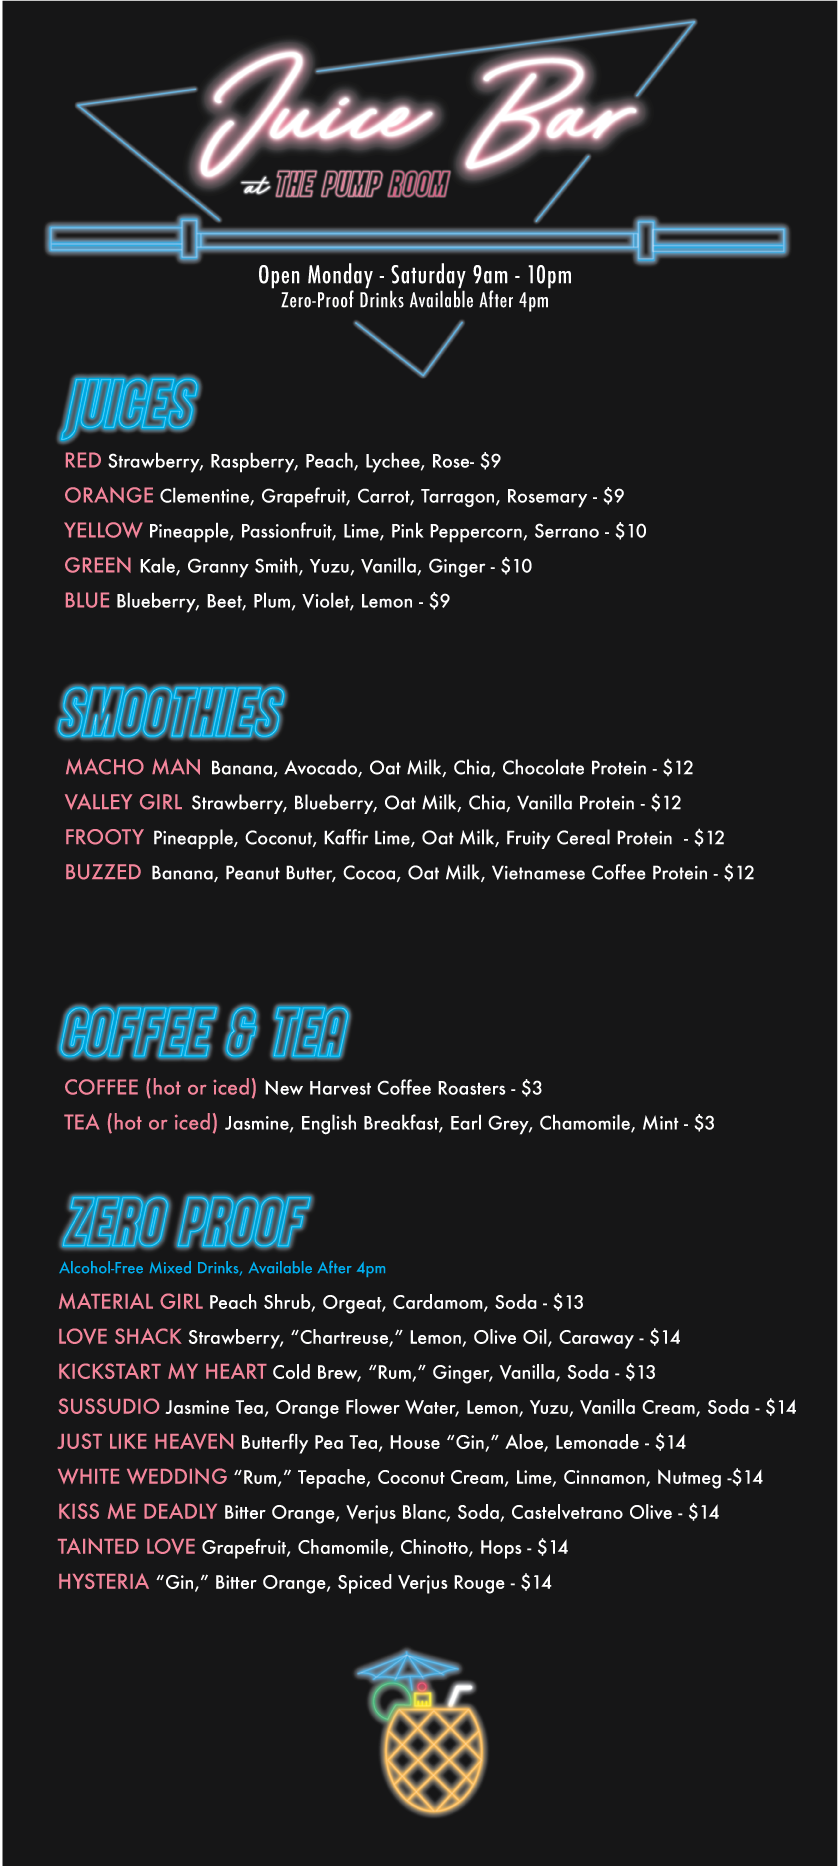 Juice Bar
at THE PUMP ROOM
Open Monday - Saturday 9am - 10pm
Zero-Proof Drinks Available After 4pm
JUICES
RED Strawberry, Raspberry, Peach, Lychee, Rose- $9
ORANGE Clementine, Grapefruit, Carrot, Tarragon, Rosemary - $9
YELLOW Pineapple, Passionfruit, Lime, Pink Peppercorn, Serrano - $10
GREEN Kale, Granny Smith, Yuzu, Vanilla, Ginger - $10
BLUE Blueberry, Beet, Plum, Violet, Lemon - $9
SMOOTHIES
MACHO MAN Banana, Avocado, Oat Milk, Chia, Chocolate Protein - $12
VALLEY GIRL Strawberry, Blueberry, Oat Milk, Chia, Vanilla Protein - $12
FROOTY Pineapple, Coconut, Kaffir Lime, Oat Milk, Fruity Cereal Protein - $12
BUZZED Banana, Peanut Butter, Cocoa, Oat Milk, Vietnamese Coffee Protein - $12
COFFEE & TEA
COFFEE (hot or iced) New Harvest Coffee Roasters - $3
TEA (hot or iced) Jasmine, English Breakfast, Earl Grey, Chamomile, Mint - $3
ZERO PROOF
Alcohol-Free Mixed Drinks, Available After 4pm
MATERIAL GIRL Peach Shrub, Orgeat, Cardamom, Soda - $13
LOVE SHACK Strawberry, “Chartreuse,” Lemon, Olive Oil, Caraway - $14
KICKSTART MY HEART Cold Brew, “Rum,” Ginger, Vanilla, Soda - $13
SUSSUDIO Jasmine Tea, Orange Flower Water, Lemon, Yuzu, Vanilla Cream, Soda - $14
JUST LIKE HEAVEN Butterfly Pea Tea, House “Gin,” Aloe, Lemonade - $14
WHITE WEDDING “Rum,” Tepache, Coconut Cream, Lime, Cinnamon, Nutmeg -$14
KISS ME DEADLY Bitter Orange, Verjus Blanc, Soda, Castelvetrano Olive - $14
TAINTED LOVE Grapefruit, Chamomile, Chinotto, Hops - $14
HYSTERIA “Gin,” Bitter Orange, Spiced Verjus Rouge - $14